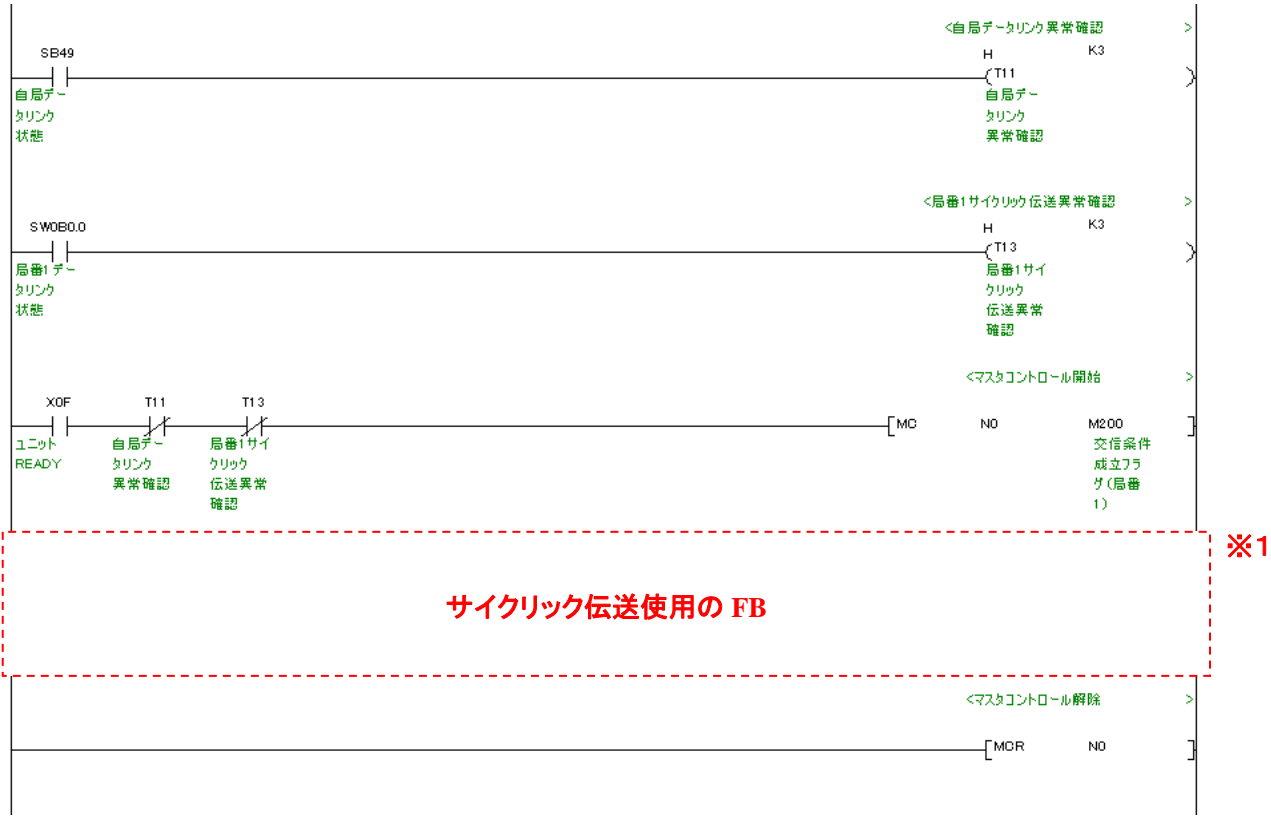 <自局データリンク異常確認 >
SB49
H K3
T11
自局デー
タリンク
状態
自局デー
タリンク
異常確認
<局番1サイクリック伝送異常確認 >
SW0B0.0
H K3
T13
局番1デー
タリンク
状態
局番1サイ
クリック
伝送異常
確認
<マスタコントロール開始 >
X0F T11 T13
MC N0 M200
ユニット
READY
自局デー
タリンク
異常確認
局番1サイ
クリック
伝送異常
確認
交信条件
成立フラ
グ(局番
1)
※1
サイクリック伝送使用の FB
<マスタコントロール解除 >
MCR N0